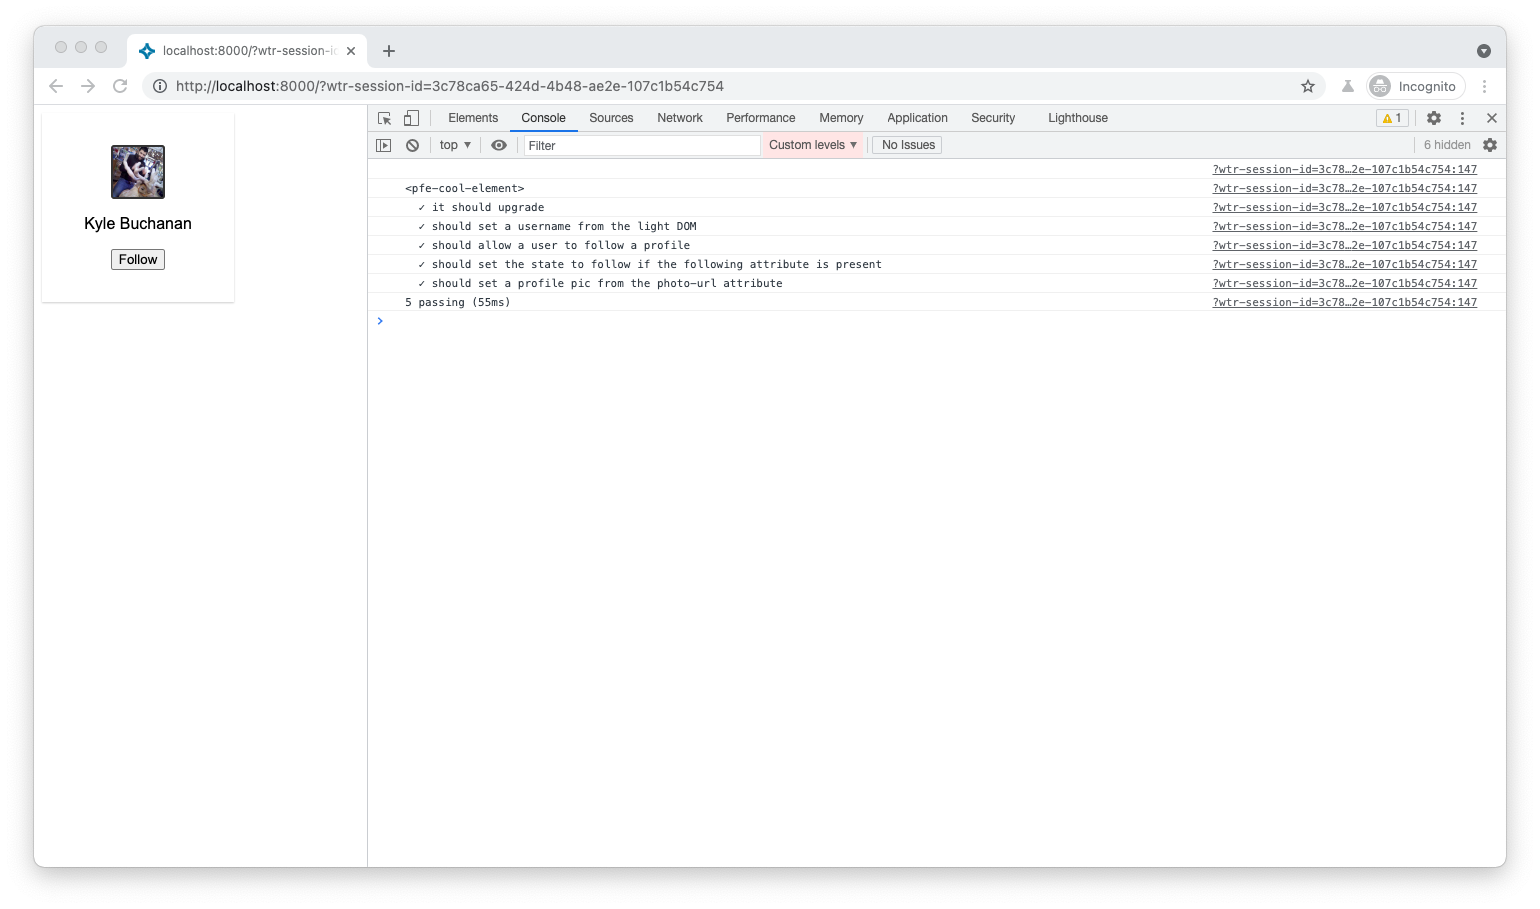 localhost:8000/?wtr-session-id
http://localhost:8000/?wtr-session-id=3c78ca65-424d-4b48-ae2e-107c1b54c754
Incognito
Elements Console Sources Network Performance Memory Application Security Lighthouse 1
top Filter Custom levels No Issues 6 hidden
?wtr-session-id=3c78…2e-107c1b54c754:147
<pfe-cool-element> ?wtr-session-id=3c78…2e-107c1b54c754:147
✓ it should upgrade ?wtr-session-id=3c78…2e-107c1b54c754:147
✓ should set a username from the light DOM ?wtr-session-id=3c78…2e-107c1b54c754:147
✓ should allow a user to follow a profile ?wtr-session-id=3c78…2e-107c1b54c754:147
✓ should set the state to follow if the following attribute is present ?wtr-session-id=3c78…2e-107c1b54c754:147
✓ should set a profile pic from the photo-url attribute ?wtr-session-id=3c78…2e-107c1b54c754:147
5 passing (55ms) ?wtr-session-id=3c78…2e-107c1b54c754:147
Kyle Buchanan
Follow